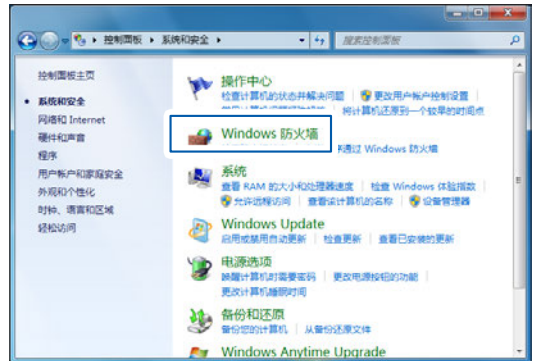 控制面板 ▸ 系统和安全 ▸
搜索控制面板
控制面板主页
系统和安全
网络和 Internet
硬件和声音
程序
用户帐户和家庭安全
外观和个性化
时钟、语言和区域
轻松访问
操作中心
检查计算机的状态并解决问题 更改用户帐户控制设置
将计算机还原到一个较早的时间点
Windows 防火墙
通过 Windows 防火墙
系统
查看 RAM 的大小和处理器速度 检查 Windows 体验指数
允许远程访问 查看该计算机的名称 设备管理器
Windows Update
启用或禁用自动更新 检查更新 查看已安装的更新
电源选项
唤醒计算机时需要密码 更改电源按钮的功能
更改计算机睡眠时间
备份和还原
备份您的计算机 从备份还原文件
Windows Anytime Upgrade